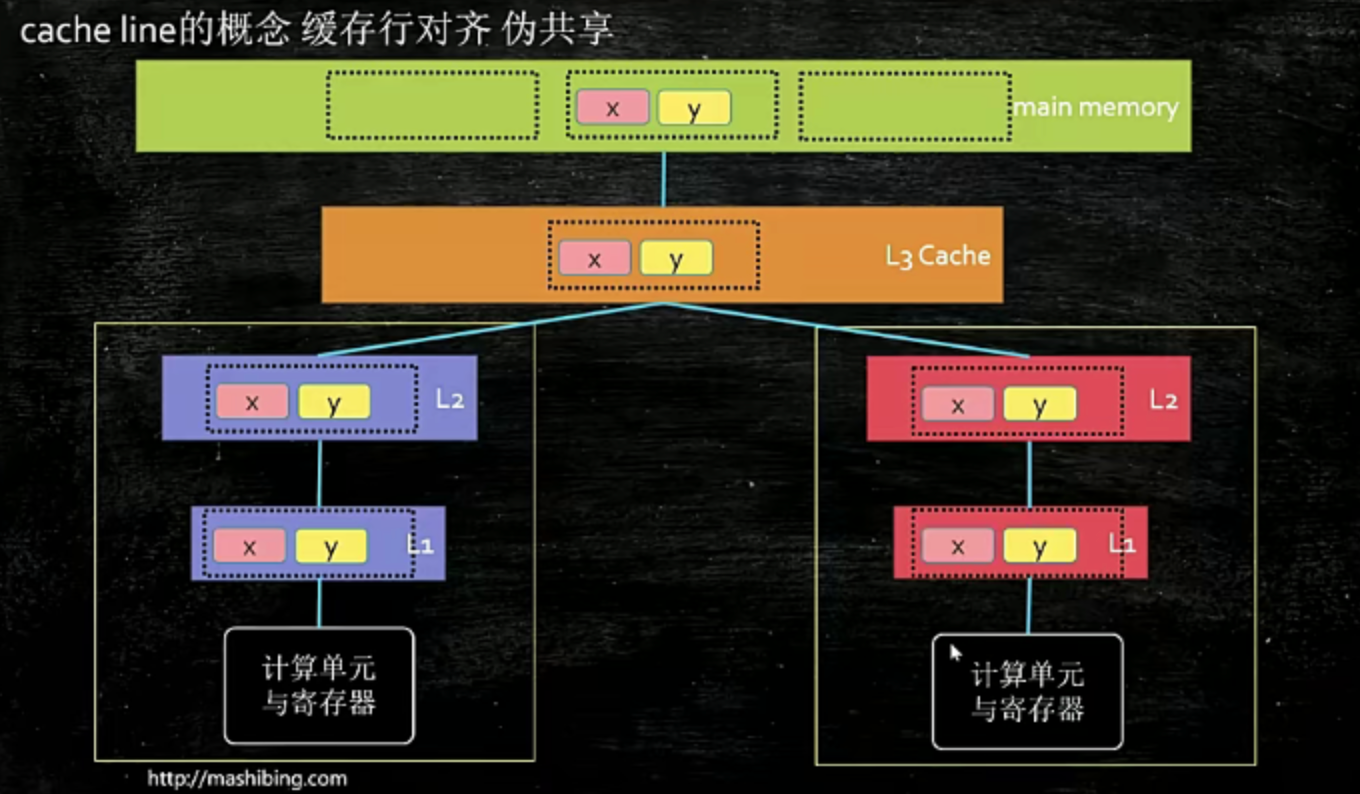 cache line的概念 缓存行对齐 伪共享
x y main memory
x y L3 Cache
x y L2
x y L2
x y L1
x y L1
计算单元
与寄存器
计算单元
与寄存器
http://mashibing.com